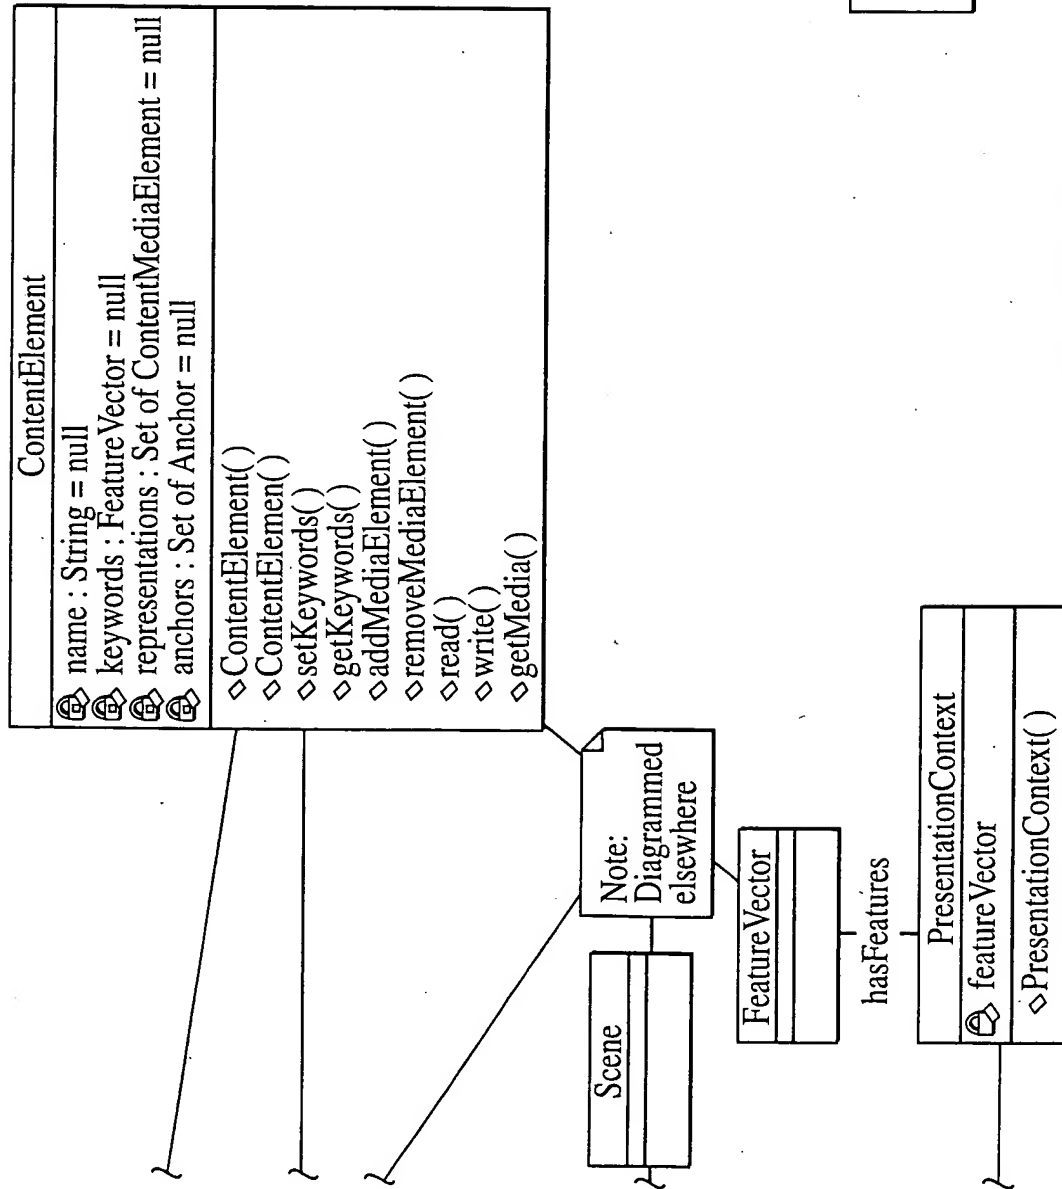 ContentElement
name : String = null
keywords : FeatureVector = null
representations : Set of ContentMediaElement = null
anchors : Set of Anchor = null
ContentElement( )
ContentElemen( )
setKeywords( )
getKeywords( )
addMediaElement( )
removeMediaElement( )
read( )
write( )
getMedia( )
Note:
Diagrammed
elsewhere
Scene
FeatureVector
hasFeatures
PresentationContext
featureVector
PresentationContext( )